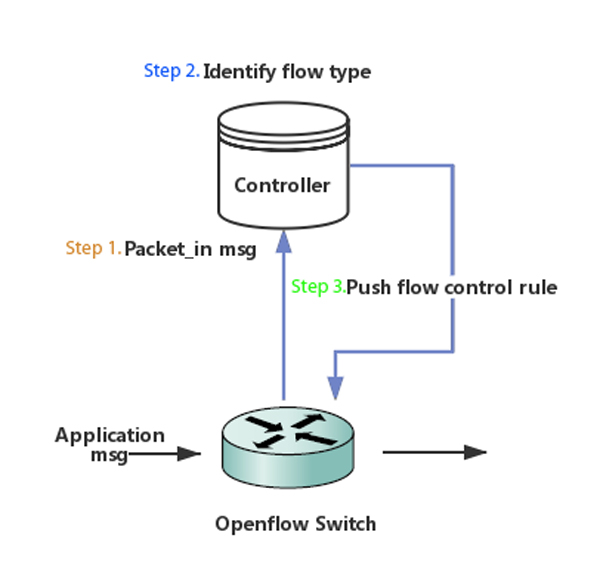 Step 2. Identify flow type
Controller
Step 1. Packet_in msg
Step 3. Push flow control rule
Application
msg
Openflow Switch